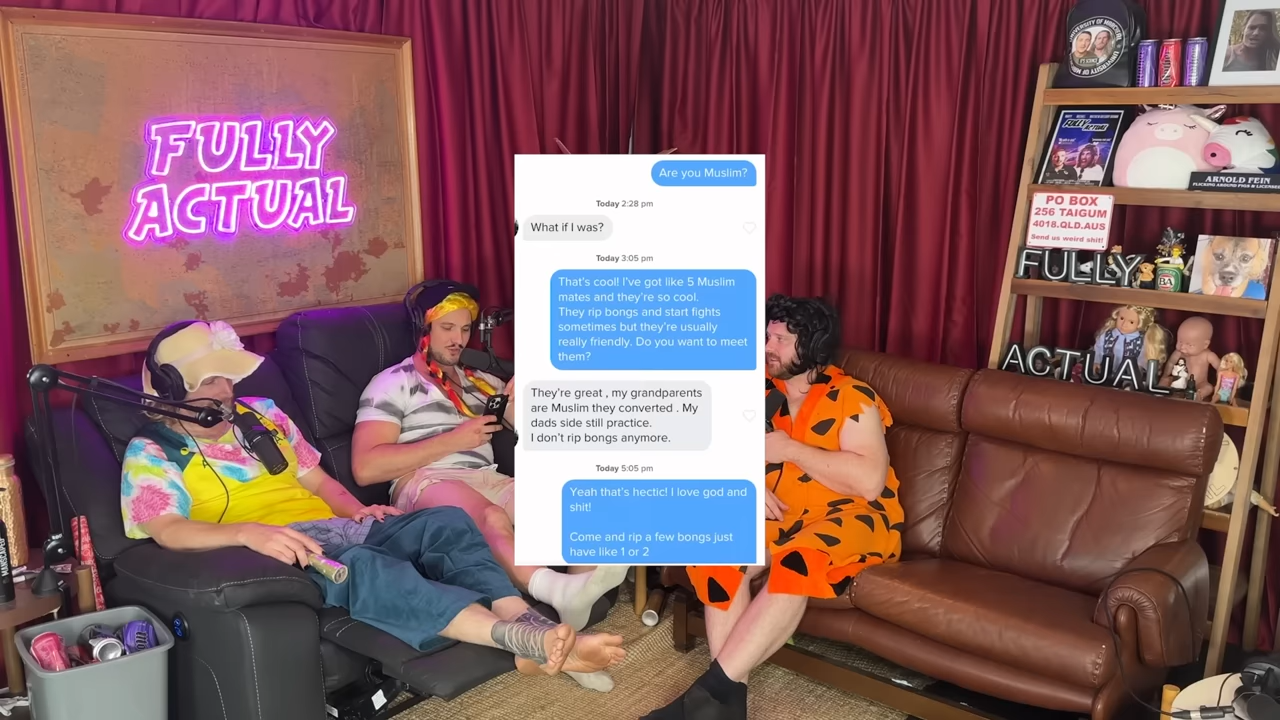 FULLY
ACTUAL
Are you Muslim?
Today 2:28 pm
What if I was?
Today 3:05 pm
That's cool! I've got like 5 Muslim
mates and they're so cool.
They rip bongs and start fights
sometimes but they're usually
really friendly. Do you want to meet
them?
They're great , my grandparents
are Muslim they converted . My
dads side still practice.
I don't rip bongs anymore.
Today 5:05 pm
Yeah that's hectic! I love god and
shit!
Come and rip a few bongs just
have like 1 or 2
FULLY
ACTUAL
ARNOLD FEIN
PO BOX
256 TAIGUM
4018.QLD.AUS
Send us weird shit!
FULLY
ACTUAL
MANSCAPED